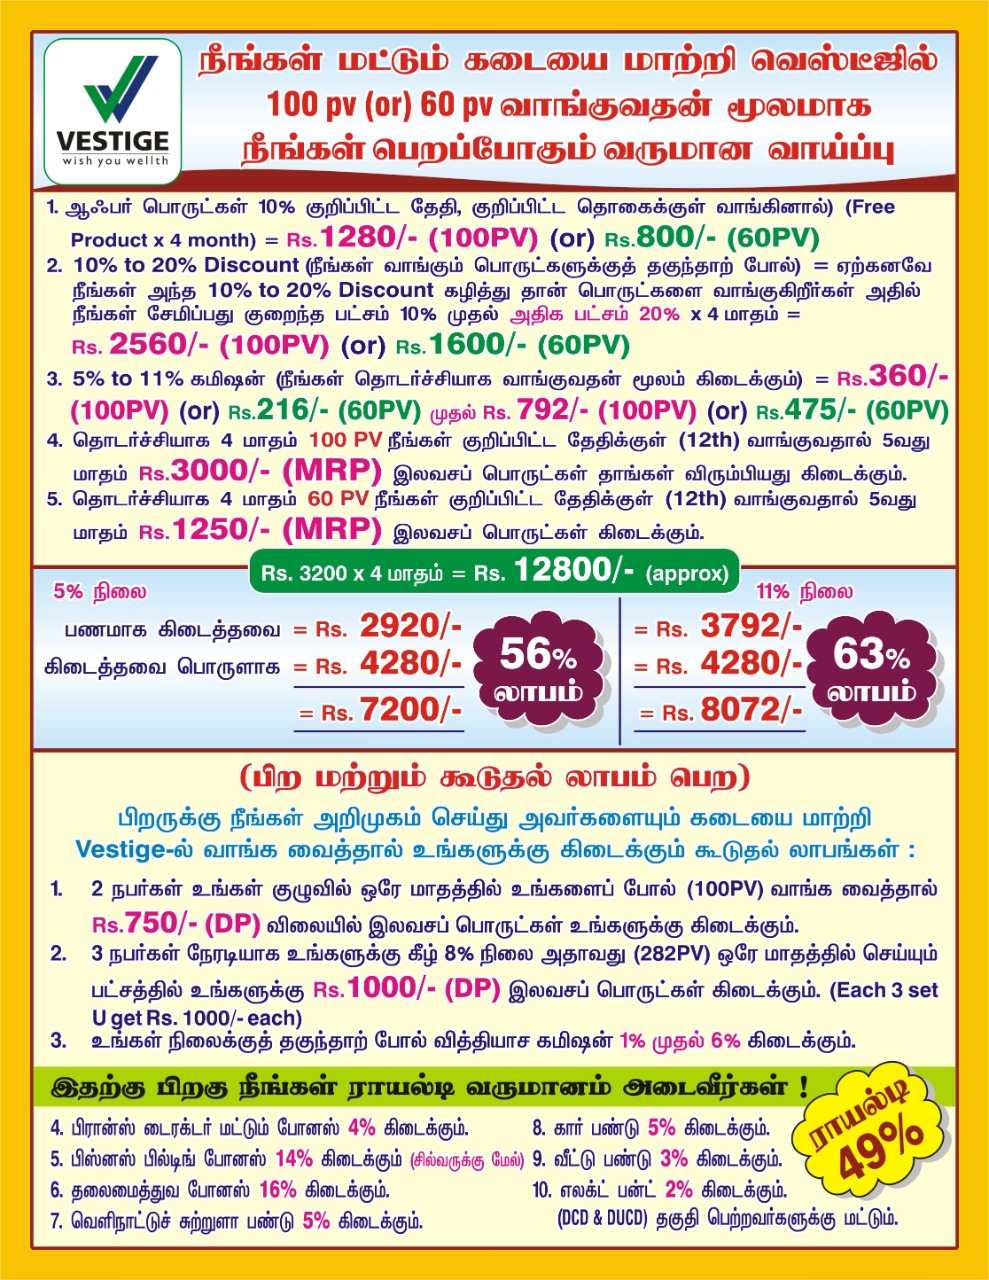 VESTIGE
wish you wellth
நீங்கள் மட்டும் கடையை மாற்றி வெஸ்டீஜில்
100 pv (or) 60 pv வாங்குவதன் மூலமாக
நீங்கள் பெறப்போகும் வருமான வாய்ப்பு
1. ஆஃபர் பொருட்கள் 10% குறிப்பிட்ட தேதி, குறிப்பிட்ட தொகைக்குள் வாங்கினால்) (Free
Product x 4 month) = Rs.1280/- (100PV) (or) Rs.800/- (60PV)
2. 10% to 20% Discount (நீங்கள் வாங்கும் பொருட்களுக்குத் தகுந்தாற் போல்) = ஏற்கனவே
நீங்கள் அந்த 10% to 20% Discount கழித்து தான் பொருட்களை வாங்குகிறீர்கள் அதில்
நீங்கள் சேமிப்பது குறைந்த பட்சம் 10% முதல் அதிக பட்சம் 20% x 4 மாதம் =
Rs. 2560/- (100PV) (or) Rs.1600/- (60PV)
3. 5% to 11% கமிஷன் (நீங்கள் தொடர்ச்சியாக வாங்குவதன் மூலம் கிடைக்கும்) = Rs.360/-
(100PV) (or) Rs.216/- (60PV) முதல் Rs. 792/- (100PV) (or) Rs.475/- (60PV)
4. தொடர்ச்சியாக 4 மாதம் 100 PV நீங்கள் குறிப்பிட்ட தேதிக்குள் (12th) வாங்குவதால் 5வது
மாதம் Rs.3000/- (MRP) இலவசப் பொருட்கள் தாங்கள் விரும்பியது கிடைக்கும்.
5. தொடர்ச்சியாக 4 மாதம் 60 PV நீங்கள் குறிப்பிட்ட தேதிக்குள் (12th) வாங்குவதால் 5வது
மாதம் Rs.1250/- (MRP) இலவசப் பொருட்கள் கிடைக்கும்.
Rs. 3200 x 4 மாதம் = Rs. 12800/- (approx)
5% நிலை
பணமாக கிடைத்தவை = Rs. 2920/-
கிடைத்தவை பொருளாக = Rs. 4280/-
= Rs. 7200/-
56%
லாபம்
11% நிலை
= Rs. 3792/-
= Rs. 4280/-
= Rs. 8072/-
63%
லாபம்
(பிற மற்றும் கூடுதல் லாபம் பெற)
பிறருக்கு நீங்கள் அறிமுகம் செய்து அவர்களையும் கடையை மாற்றி
Vestige-ல் வாங்க வைத்தால் உங்களுக்கு கிடைக்கும் கூடுதல் லாபங்கள் :
1. 2 நபர்கள் உங்கள் குழுவில் ஒரே மாதத்தில் உங்களைப் போல் (100PV) வாங்க வைத்தால்
Rs.750/- (DP) விலையில் இலவசப் பொருட்கள் உங்களுக்கு கிடைக்கும்.
2. 3 நபர்கள் நேரடியாக உங்களுக்கு கீழ் 8% நிலை அதாவது (282PV) ஒரே மாதத்தில் செய்யும்
பட்சத்தில் உங்களுக்கு Rs.1000/- (DP) இலவசப் பொருட்கள் கிடைக்கும். (Each 3 set
U get Rs. 1000/- each)
3. உங்கள் நிலைக்குத் தகுந்தாற் போல் வித்தியாச கமிஷன் 1% முதல் 6% கிடைக்கும்.
இதற்கு பிறகு நீங்கள் ராயல்டி வருமானம் அடைவீர்கள் !
ராயல்டி
49%
4. பிரான்ஸ் டைரக்டர் மட்டும் போனஸ் 4% கிடைக்கும்.
5. பிஸ்னஸ் பில்டிங் போனஸ் 14% கிடைக்கும் (சில்வருக்கு மேல்)
6. தலைமைத்துவ போனஸ் 16% கிடைக்கும்.
7. வெளிநாட்டுச் சுற்றுளா பண்டு 5% கிடைக்கும்.
8. கார் பண்டு 5% கிடைக்கும்.
9. வீட்டு பண்டு 3% கிடைக்கும்.
10. எலக்ட் பன்ட் 2% கிடைக்கும்.
(DCD & DUCD) தகுதி பெற்றவர்களுக்கு மட்டும்.